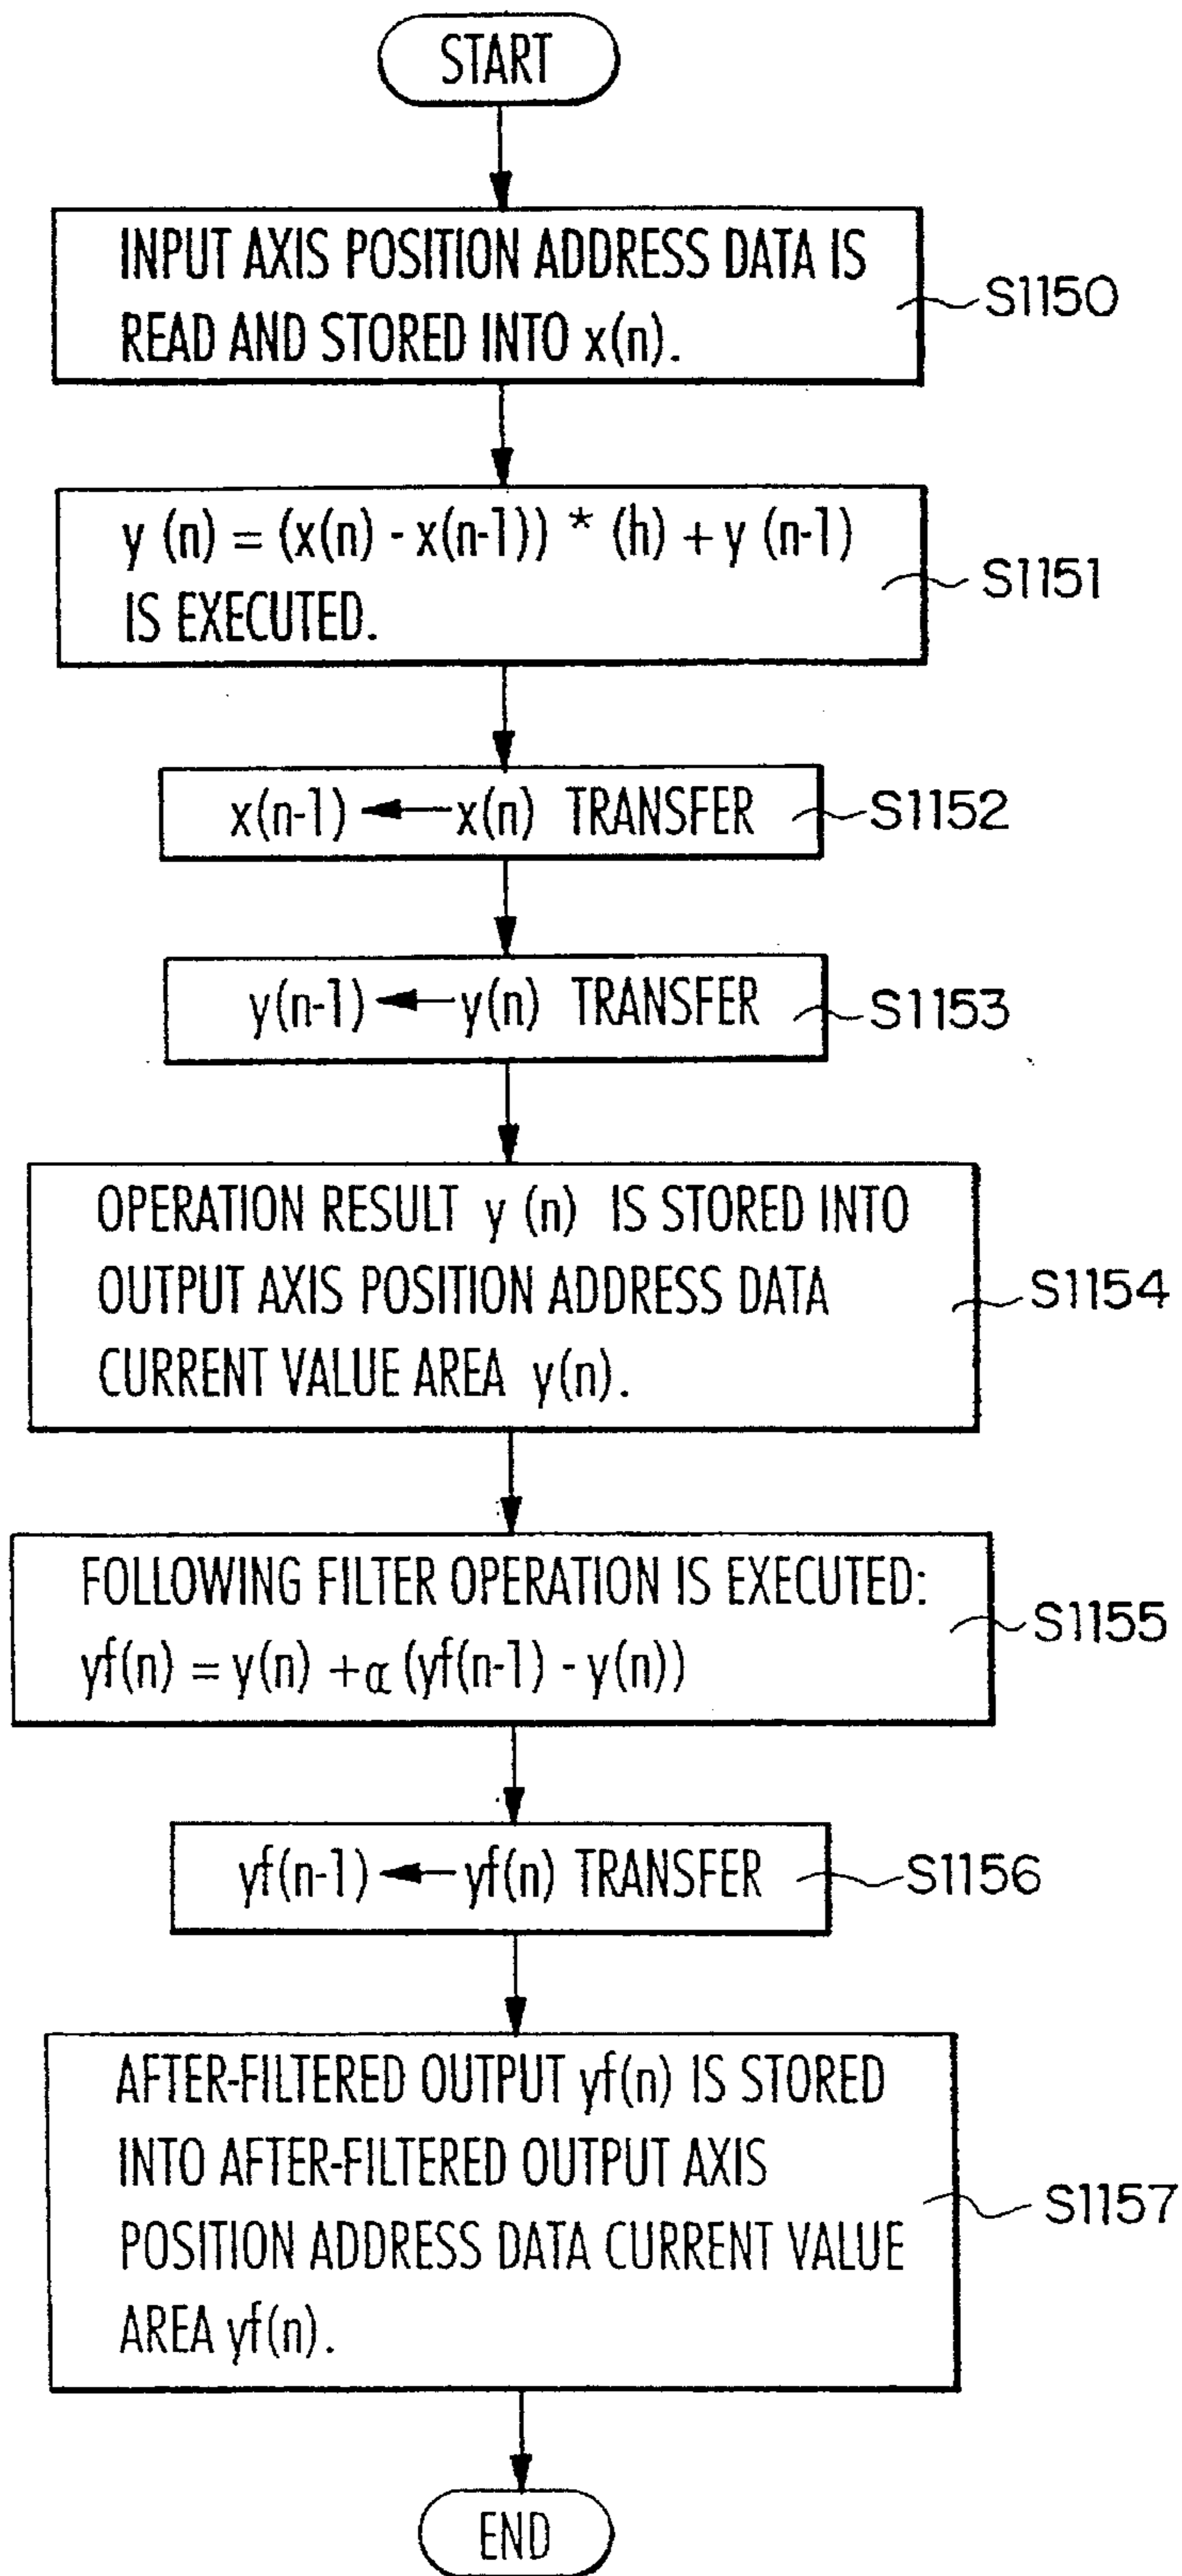 START
INPUT AXIS POSITION ADDRESS DATA IS
READ AND STORED INTO x(n).
S1150
y (n) = (x(n) - x(n-1)) * (h) + y (n-1)
IS EXECUTED.
S1151
x(n-1) ← x(n) TRANSFER
S1152
y(n-1) ← y(n) TRANSFER
S1153
OPERATION RESULT y (n) IS STORED INTO
OUTPUT AXIS POSITION ADDRESS DATA
CURRENT VALUE AREA y(n).
S1154
FOLLOWING FILTER OPERATION IS EXECUTED:
yf(n) = y(n) + α (yf(n-1) - y(n))
S1155
yf(n-1) ← yf(n) TRANSFER
S1156
AFTER-FILTERED OUTPUT yf(n) IS STORED
INTO AFTER-FILTERED OUTPUT AXIS
POSITION ADDRESS DATA CURRENT VALUE
AREA yf(n).
S1157
END